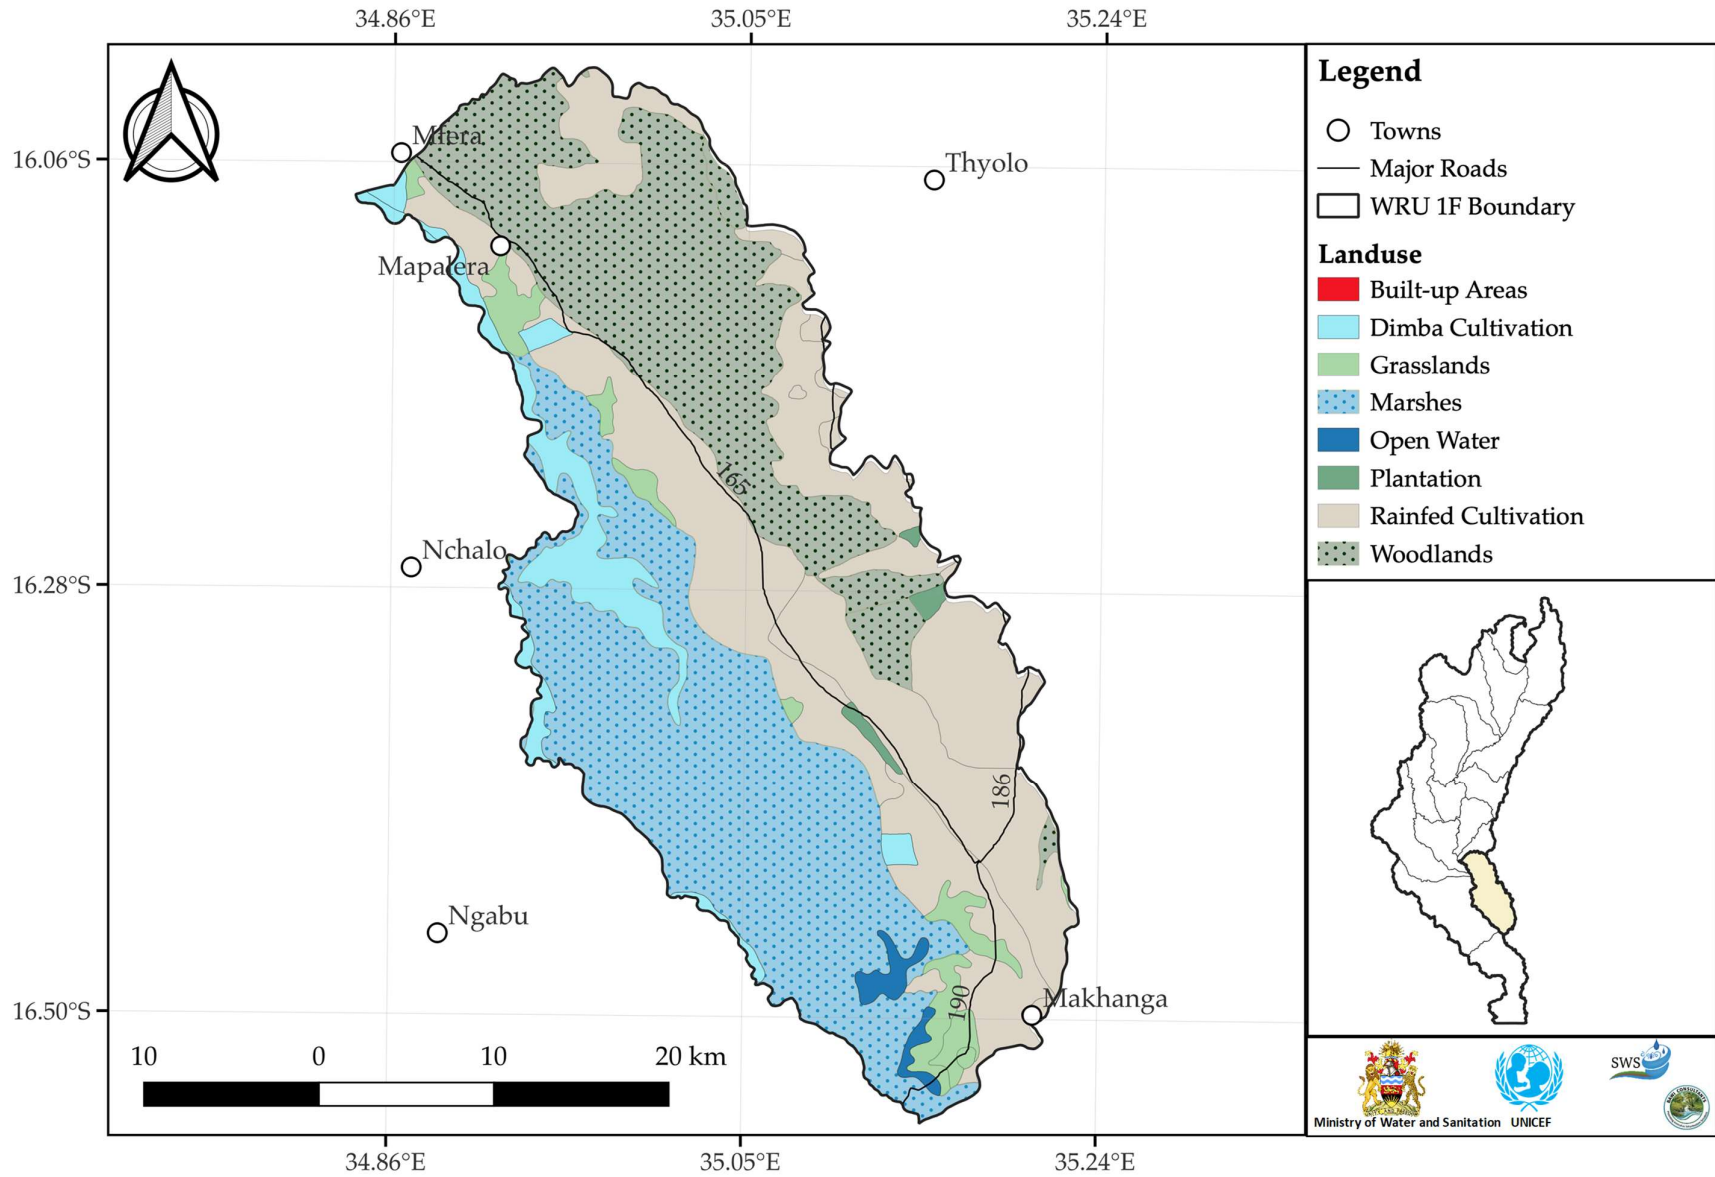 34.86°E 35.05°E 35.24°E
16.06°S
16.28°S
16.50°S
Mfera
Thyolo
Mapalera
165
Nchalo
186
Ngabu
190
Makhanga
10 0 10 20 km
34.86°E 35.05°E 35.24°E
Legend
Towns
Major Roads
WRU 1F Boundary
Landuse
Built-up Areas
Dimba Cultivation
Grasslands
Marshes
Open Water
Plantation
Rainfed Cultivation
Woodlands
SWS
Ministry of Water and Sanitation UNICEF